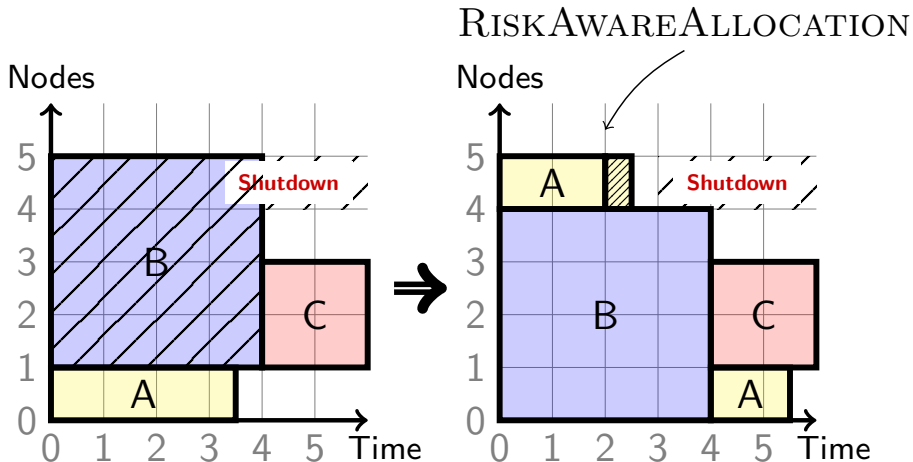 RISKAWAREALLOCATION
Nodes
5
4
3
2
1
0
Shutdown
B
C
A
0 1 2 3 4 5 Time
Nodes
5
4
3
2
1
0
A
Shutdown
B
C
A
0 1 2 3 4 5 Time